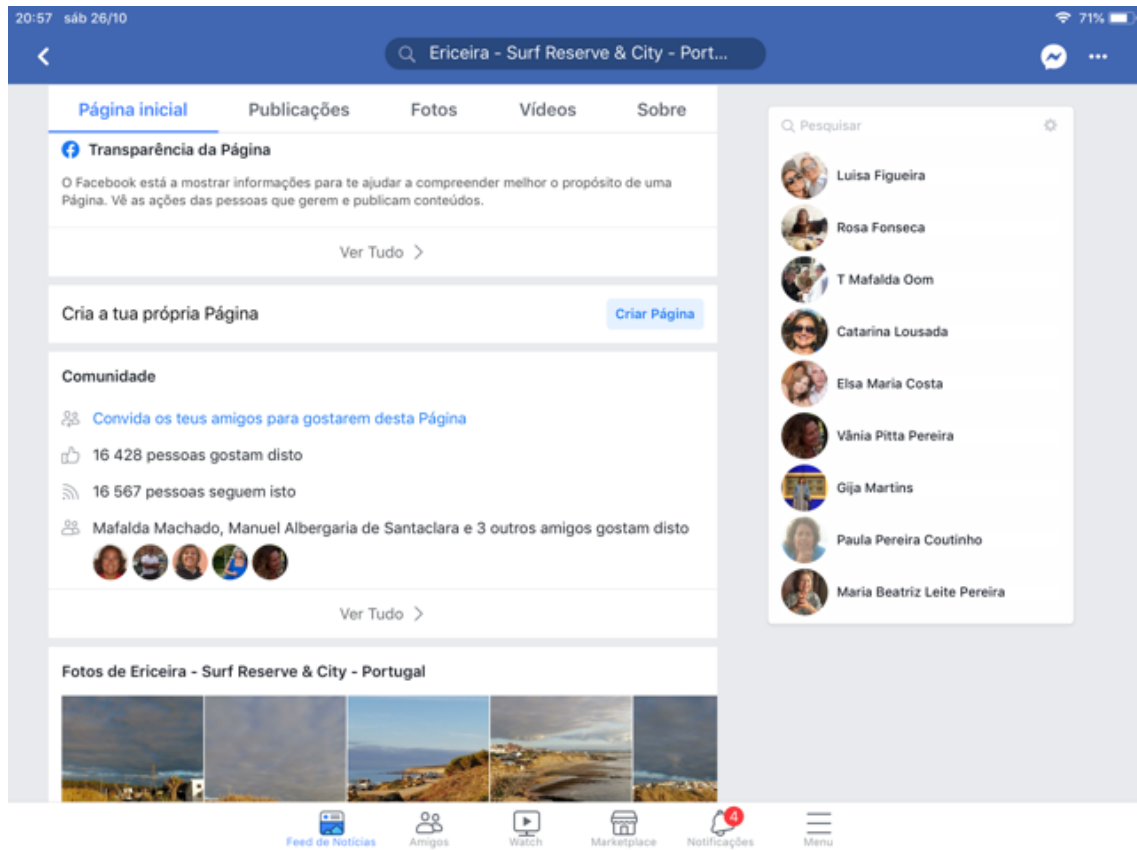 20:57 sáb 26/10
71%
Ericeira - Surf Reserve & City - Port...
Página inicial Publicações Fotos Vídeos Sobre
Transparência da Página
O Facebook está a mostrar informações para te ajudar a compreender melhor o propósito de uma
Página. Vê as ações das pessoas que gerem e publicam conteúdos.
Ver Tudo
Cria a tua própria Página
Criar Página
Comunidade
Convida os teus amigos para gostarem desta Página
16 428 pessoas gostam disto
16 567 pessoas seguem isto
Mafalda Machado, Manuel Albergaria de Santaclara e 3 outros amigos gostam disto
Ver Tudo
Fotos de Ericeira - Surf Reserve & City - Portugal
Pesquisar
Luisa Figueira
Rosa Fonseca
T Mafalda Oom
Catarina Lousada
Elsa Maria Costa
Vânia Pitta Pereira
Gija Martins
Paula Pereira Coutinho
Maria Beatriz Leite Pereira
4
Feed de Notícias Amigos Watch Marketplace Notificações Menu